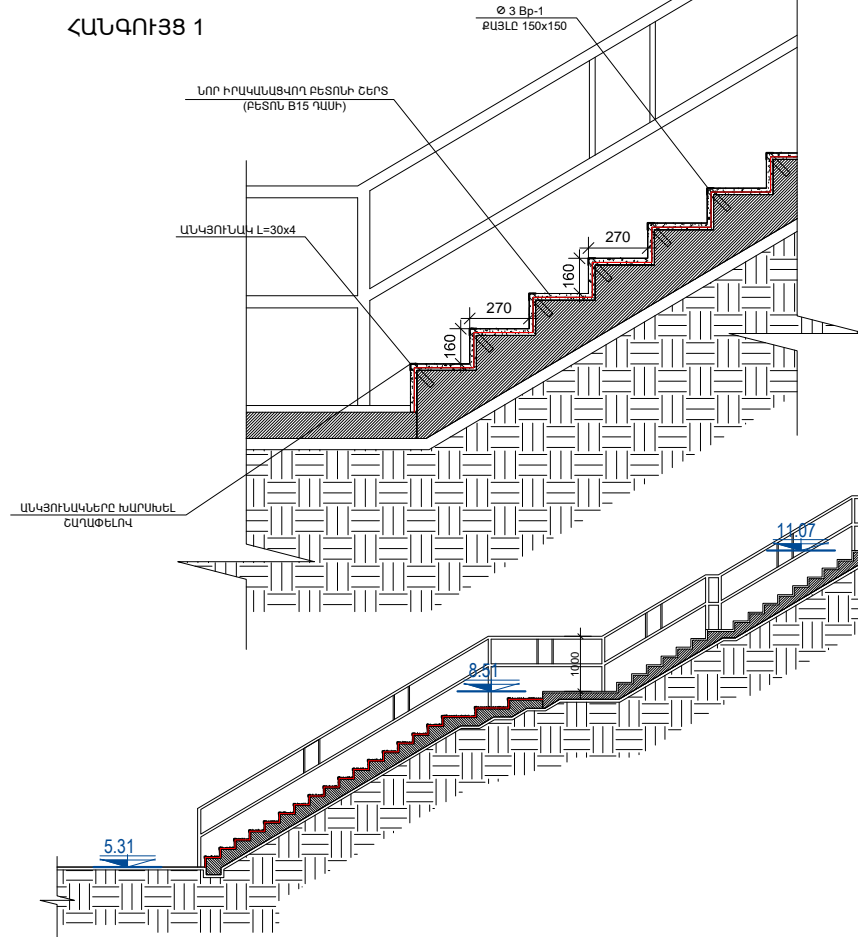 ՀԱՆԳՈՒՅՑ 1
Ø 3 Bp-1
ՔԱՅԼԸ 150x150
ՆՈՐ ԻՐԱԿԱՆԱՑՎՈՂ ԲԵՏՈՆԻ ՇԵՐՏ
(ԲԵՏՈՆ B15 ԴԱՍԻ)
ԱՆԿՅՈՒՆԱԿ L=30x4
270
160
270
160
ԱՆԿՅՈՒՆԱԿՆԵՐԸ ԽԱՐՍԽԵԼ
ՇԱՂԱՓԵԼՈՎ
11.07
8.51
1000
5.31